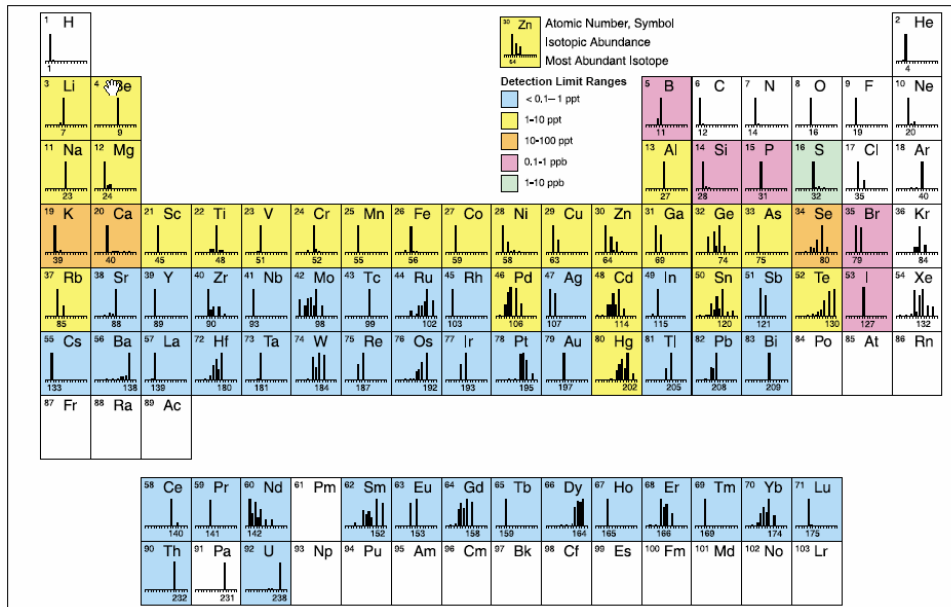 1 H
1
30 Zn
64
Atomic Number, Symbol
Isotopic Abundance
Most Abundant Isotope
2 He
4
3 Li
7
4 Be
9
Detection Limit Ranges
< 0.1–1 ppt
1–10 ppt
10-100 ppt
0.1-1 ppb
1–10 ppb
5 B
11
6 C
12
7 N
14
8 O
16
9 F
19
10 Ne
20
11 Na
23
12 Mg
24
13 Al
27
14 Si
28
15 P
31
16 S
32
17 Cl
35
18 Ar
40
19 K 20 Ca 21 Sc 22 Ti 23 V 24 Cr 25 Mn 26 Fe 27 Co 28 Ni 29 Cu 30 Zn 31 Ga 32 Ge 33 As 34 Se 35 Br 36 Kr
39 40 45 48 51 52 55 56 59 58 63 64 69 74 75 80 79 84
37 Rb 38 Sr 39 Y 40 Zr 41 Nb 42 Mo 43 Tc 44 Ru 45 Rh 46 Pd 47 Ag 48 Cd 49 In 50 Sn 51 Sb 52 Te 53 I 54 Xe
85 88 89 90 93 98 99 102 103 106 107 114 115 120 121 130 127 132
55 Cs 56 Ba 57 La 72 Hf 73 Ta 74 W 75 Re 76 Os 77 Ir 78 Pt 79 Au 80 Hg 81 Tl 82 Pb 83 Bi 84 Po 85 At 86 Rn
133 138 139 180 181 184 187 192 193 195 197 202 205 208 209
87 Fr 88 Ra 89 Ac
58 Ce 59 Pr 60 Nd 61 Pm 62 Sm 63 Eu 64 Gd 65 Tb 66 Dy 67 Ho 68 Er 69 Tm 70 Yb 71 Lu
140 141 142 152 153 158 159 164 165 166 169 174 175
90 Th 91 Pa 92 U 93 Np 94 Pu 95 Am 96 Cm 97 Bk 98 Cf 99 Es 100 Fm 101 Md 102 No 103 Lr
232 231 238